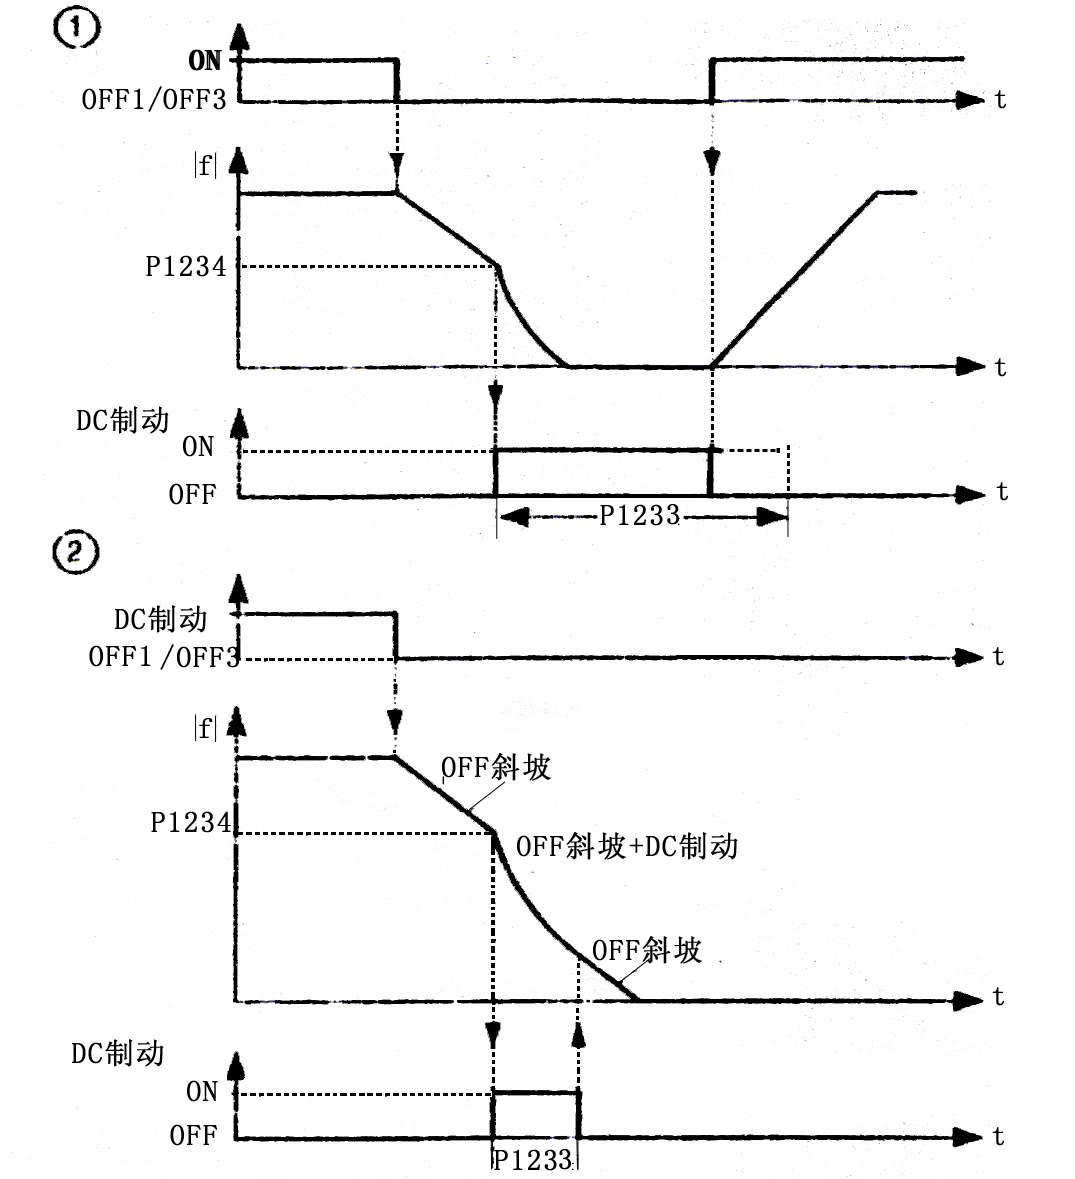 ①
ON
OFF1/OFF3
t
|f|
P1234
t
DC制动
ON
OFF
t
P1233
②
DC制动
OFF1/OFF3
t
|f|
OFF斜坡
P1234
OFF斜坡+DC制动
OFF斜坡
t
DC制动
ON
OFF
t
P1233